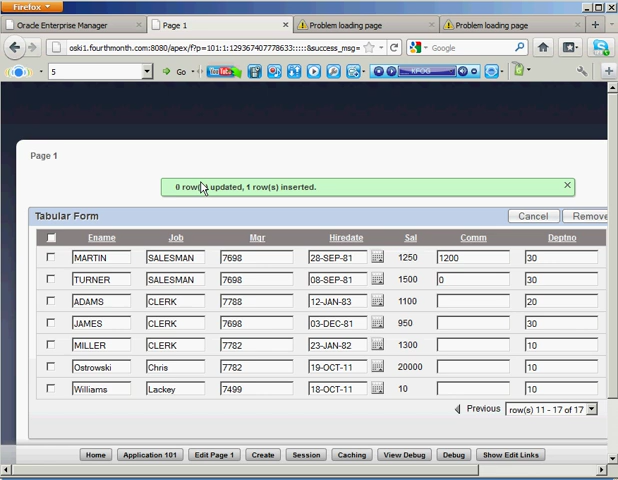 Firefox
Oracle Enterprise Manager
Page 1
Problem loading page
Problem loading page
oski1.fourthmonth.com:8080/apex/f?p=101:1:129367407778633:::::&success_msg=
Google
5
Go
You Tube
KFOG
Page 1
0 row(s) updated, 1 row(s) inserted.
Tabular Form
Cancel
Remove
Ename Job Mgr Hiredate Sal Comm Deptno
MARTIN SALESMAN 7698 28-SEP-81 1250 1200 30
TURNER SALESMAN 7698 08-SEP-81 1500 0 30
ADAMS CLERK 7788 12-JAN-83 1100 20
JAMES CLERK 7698 03-DEC-81 950 30
MILLER CLERK 7782 23-JAN-82 1300 10
Ostrowski Chris 7782 19-OCT-11 20000 10
Williams Lackey 7499 18-OCT-11 10 10
Previous row(s) 11 - 17 of 17
Home Application 101 Edit Page 1 Create Session Caching View Debug Debug Show Edit Links